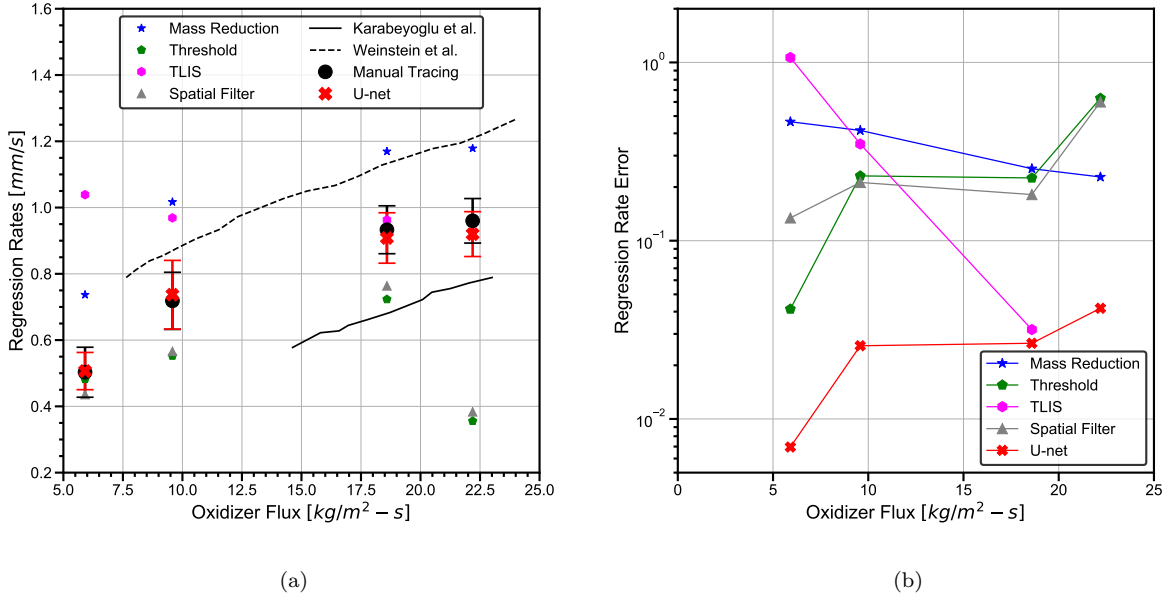 1.6
1.4
1.2
1.0
0.8
0.6
0.4
0.2
Regression Rates [mm/s]
Mass Reduction
Threshold
TLIS
Spatial Filter
Karabeyoglu et al.
Weinstein et al.
Manual Tracing
U-net
5.0 7.5 10.0 12.5 15.0 17.5 20.0 22.5 25.0
Oxidizer Flux [kg/m² − s]
(a)
10⁰
10⁻¹
10⁻²
Regression Rate Error
Mass Reduction
Threshold
TLIS
Spatial Filter
U-net
0 5 10 15 20 25
Oxidizer Flux [kg/m² − s]
(b)